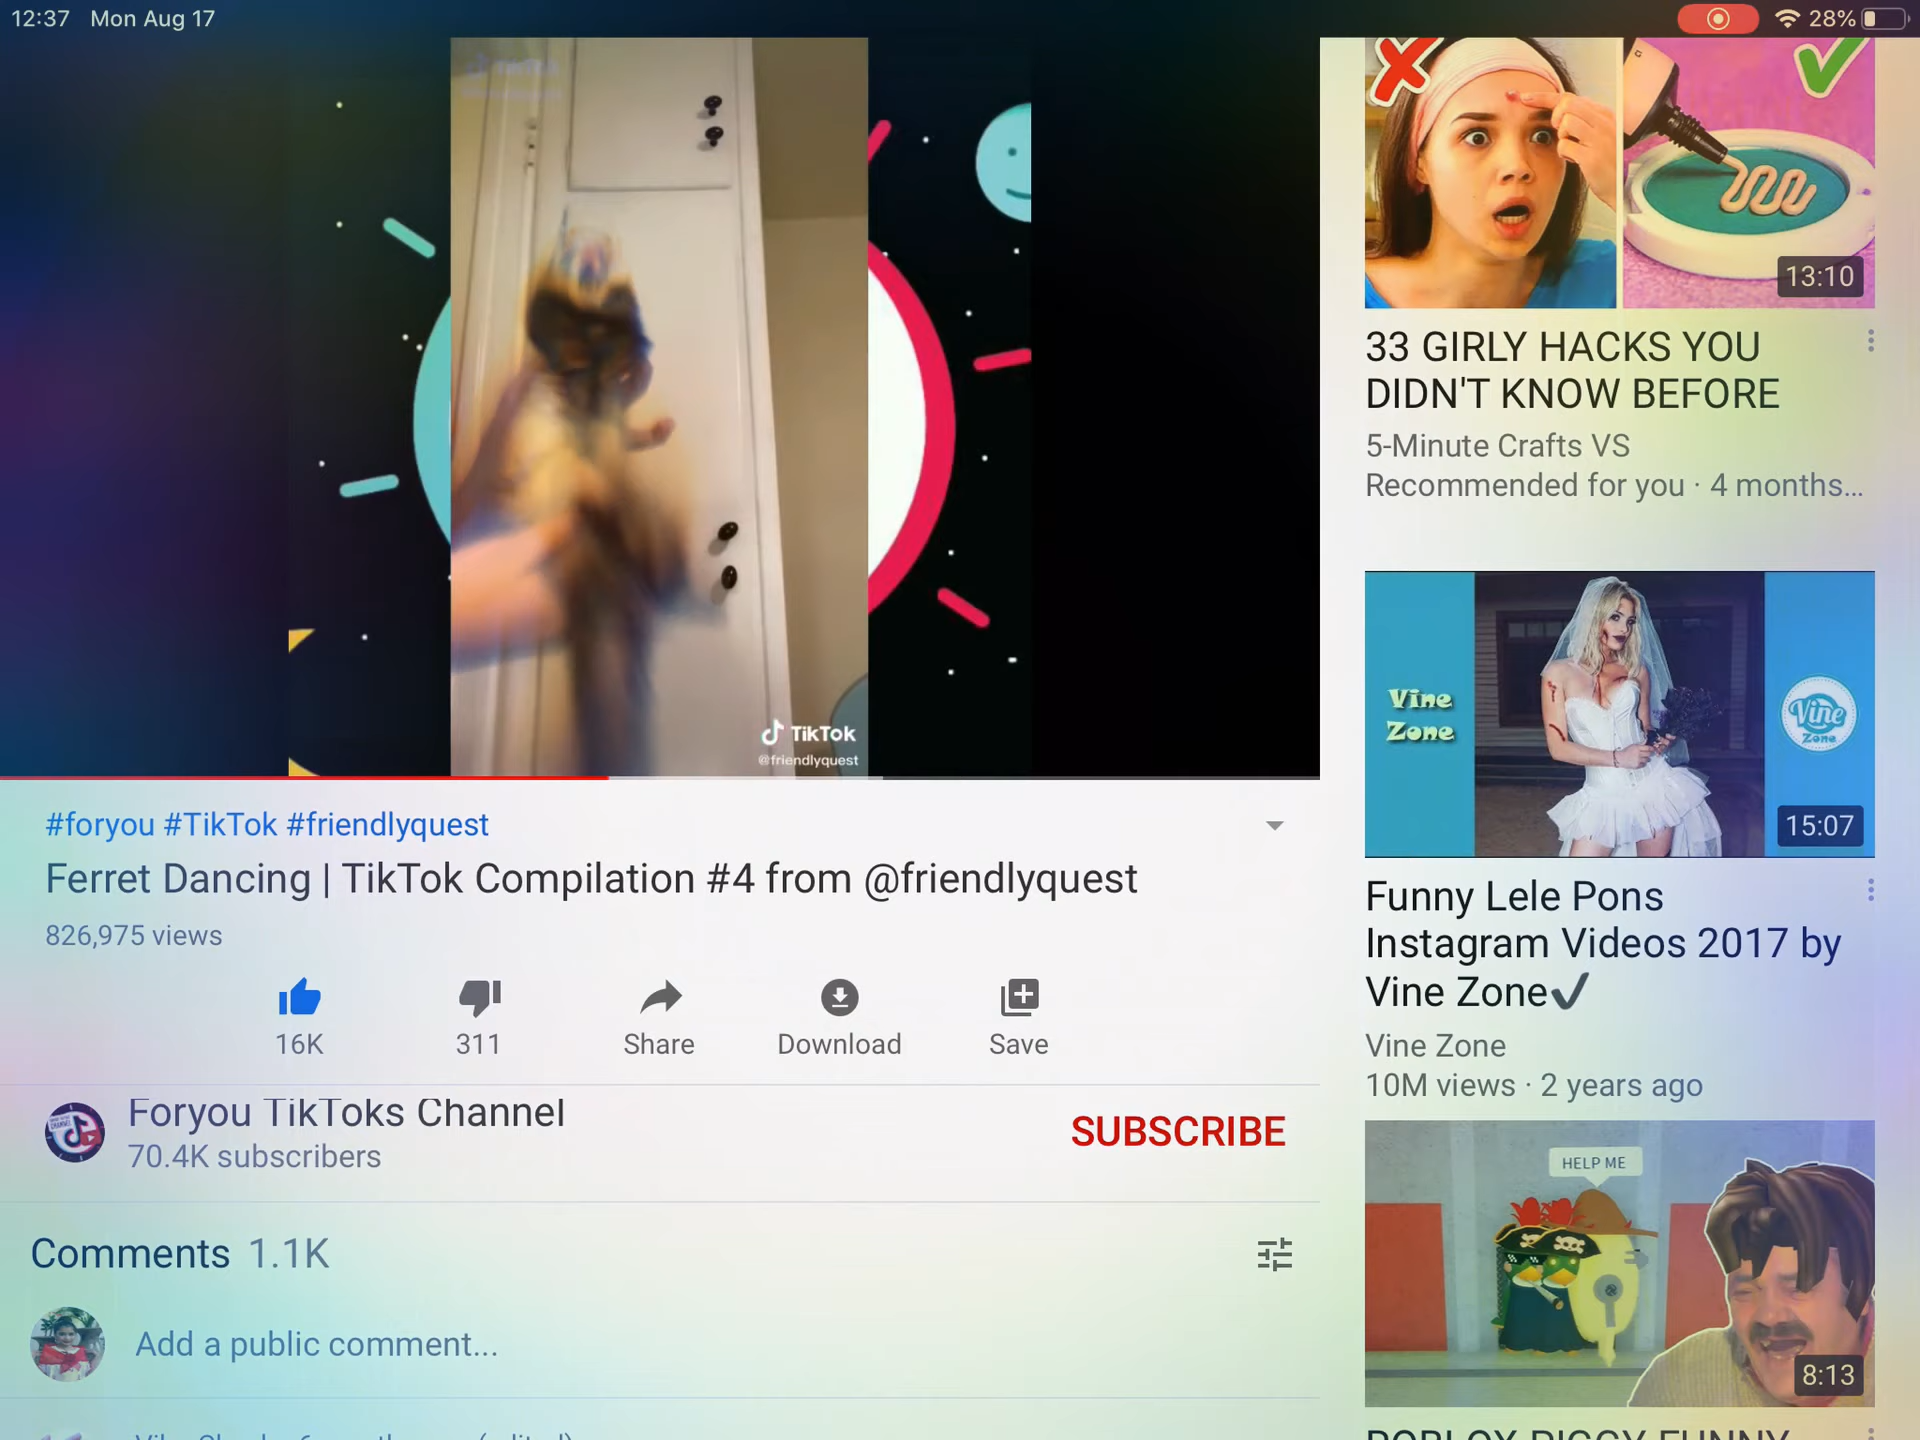 12:37 Mon Aug 17
28%
TikTok
@friendlyquest
#foryou #TikTok #friendlyquest
Ferret Dancing | TikTok Compilation #4 from @friendlyquest
826,975 views
16K
311
Share
Download
Save
Foryou TikToks Channel
70.4K subscribers
SUBSCRIBE
Comments 1.1K
Add a public comment...
13:10
33 GIRLY HACKS YOU
DIDN'T KNOW BEFORE
5-Minute Crafts VS
Recommended for you · 4 months...
Vine
Zone
Vine
Zone
15:07
Funny Lele Pons
Instagram Videos 2017 by
Vine Zone✔
Vine Zone
10M views · 2 years ago
HELP ME
8:13
ROBLOX PIGGY FUNNY